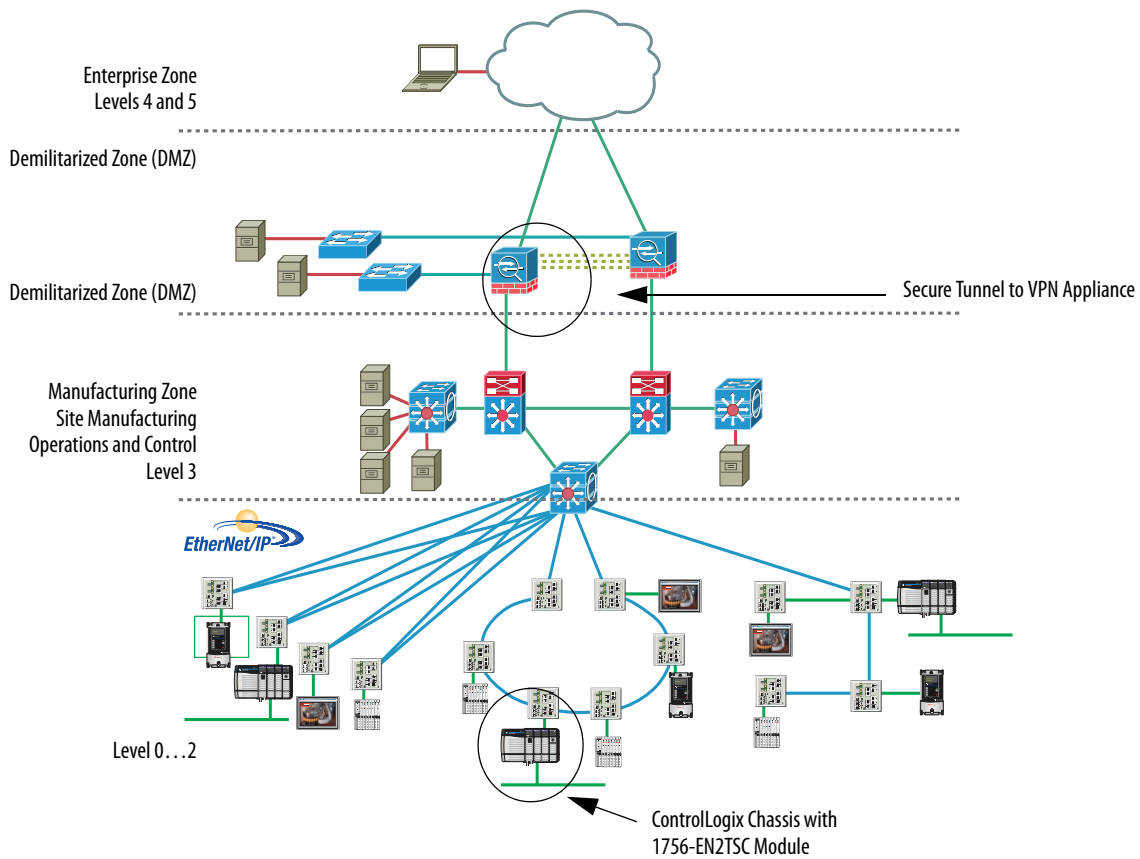 Enterprise Zone
Levels 4 and 5
Demilitarized Zone (DMZ)
Demilitarized Zone (DMZ)
Secure Tunnel to VPN Appliance
Manufacturing Zone
Site Manufacturing
Operations and Control
Level 3
EtherNet/IP
Level 0...2
ControlLogix Chassis with
1756-EN2TSC Module